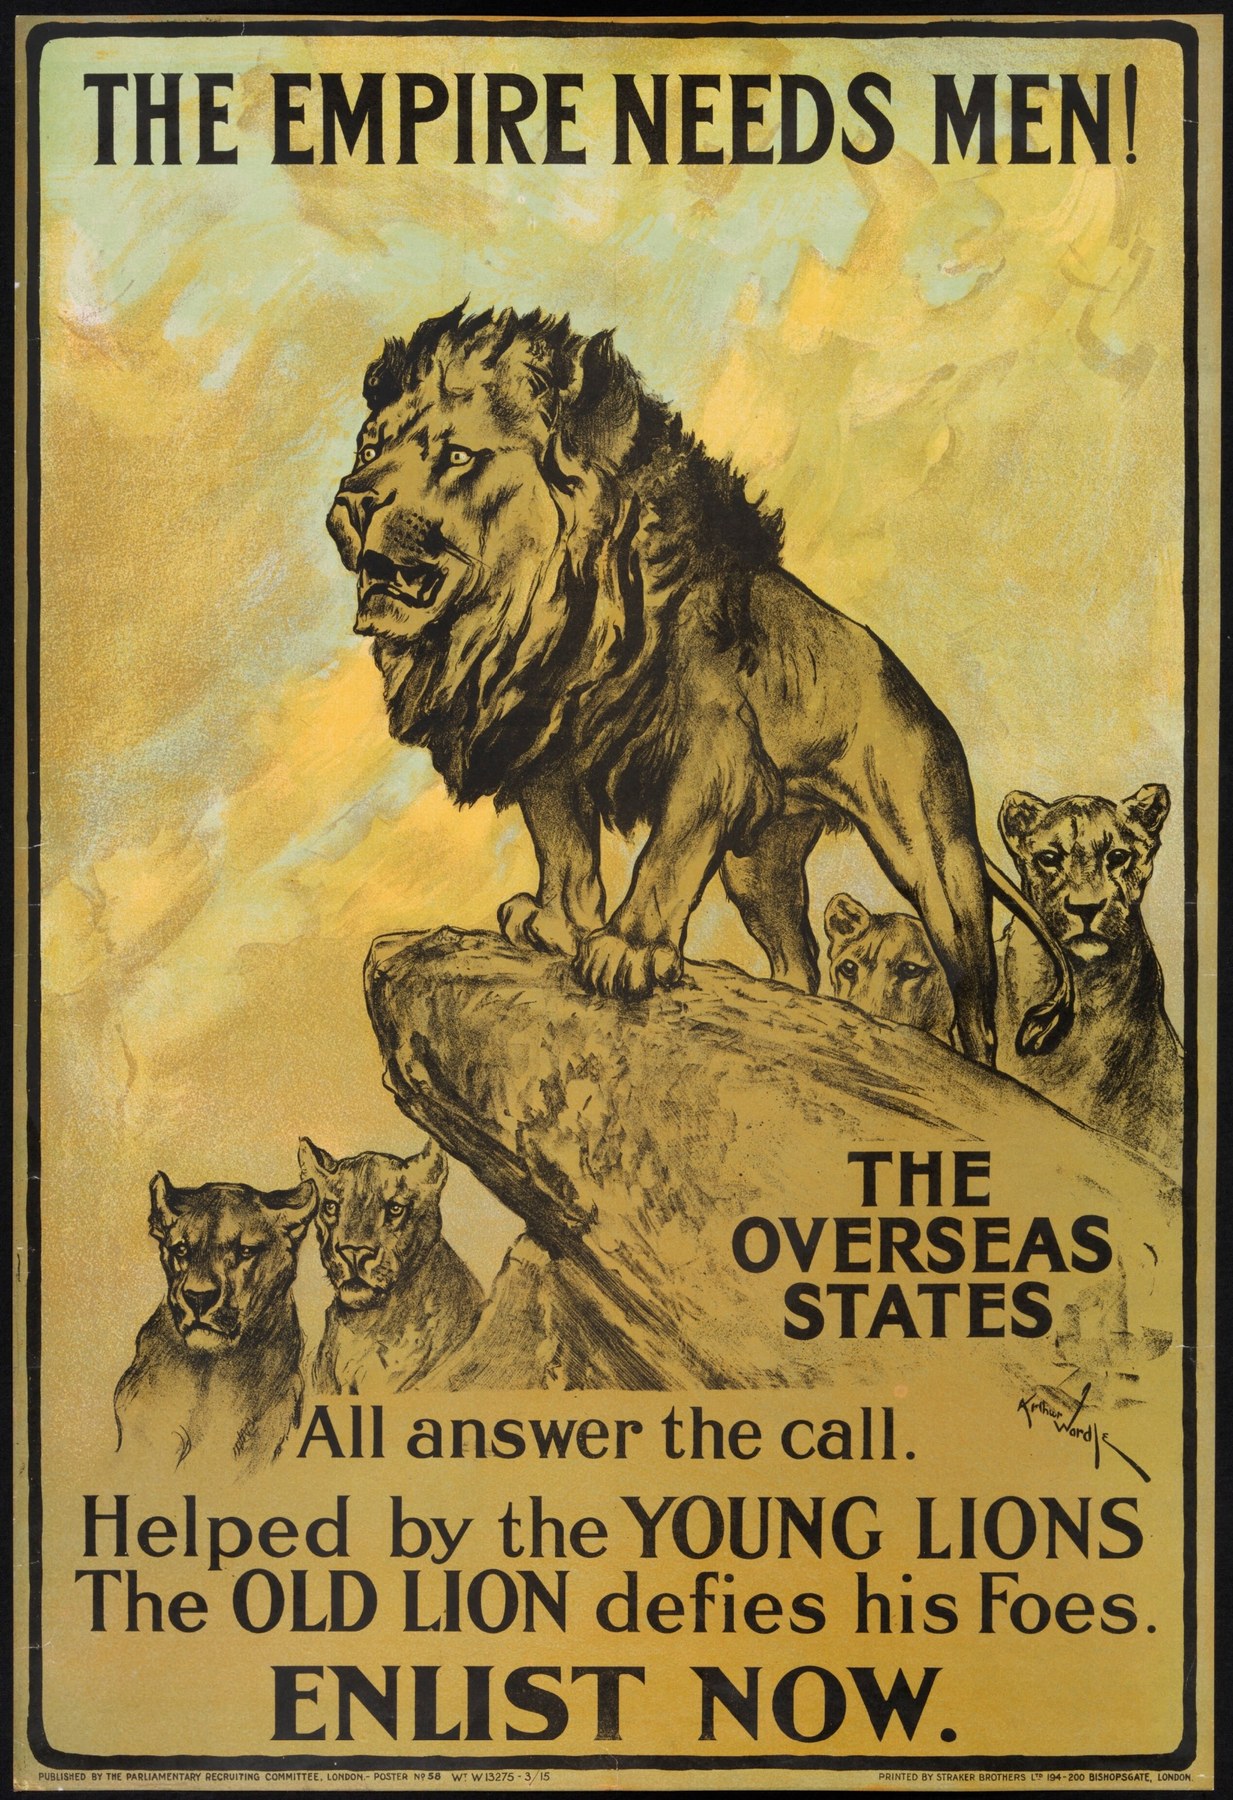 THE EMPIRE NEEDS MEN!
THE
OVERSEAS
STATES
Arthur
Wardle
All answer the call.
Helped by the YOUNG LIONS
The OLD LION defies his Foes.
ENLIST NOW.
PUBLISHED BY THE PARLIAMENTARY RECRUITING COMMITTEE, LONDON.- POSTER No 58 WT. W 13275 - 3/15
PRINTED BY STRAKER BROTHERS LTD 194-200 BISHOPSGATE, LONDON.